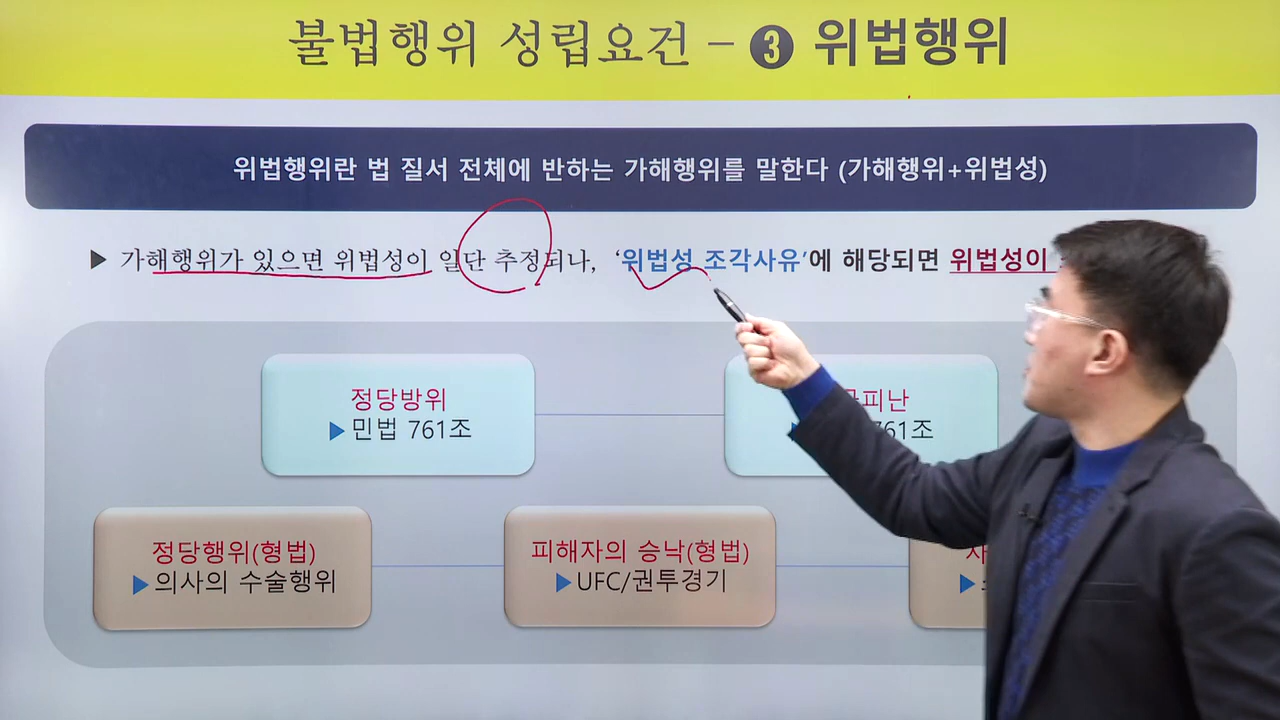 불법행위 성립요건 – ❸ 위법행위
위법행위란 법 질서 전체에 반하는 가해행위를 말한다 (가해행위+위법성)
▶ 가해행위가 있으면 위법성이 일단 추정되나, ‘위법성 조각사유’에 해당되면 위법성이
정당방위
▶민법 761조
피난
761조
정당행위(형법)
▶의사의 수술행위
피해자의 승낙(형법)
▶UFC/권투경기